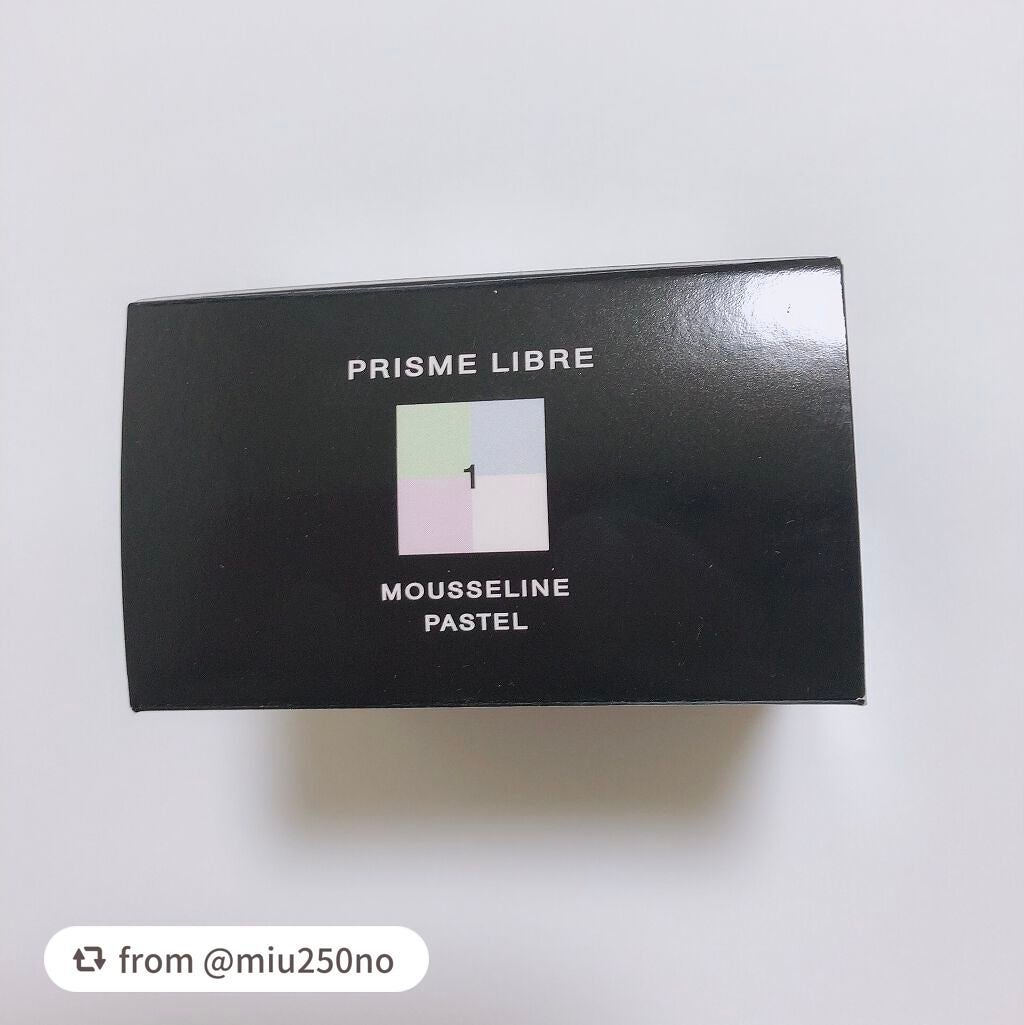 PRISME LIBRE
1
MOUSSELINE
PASTEL
from @miu250no